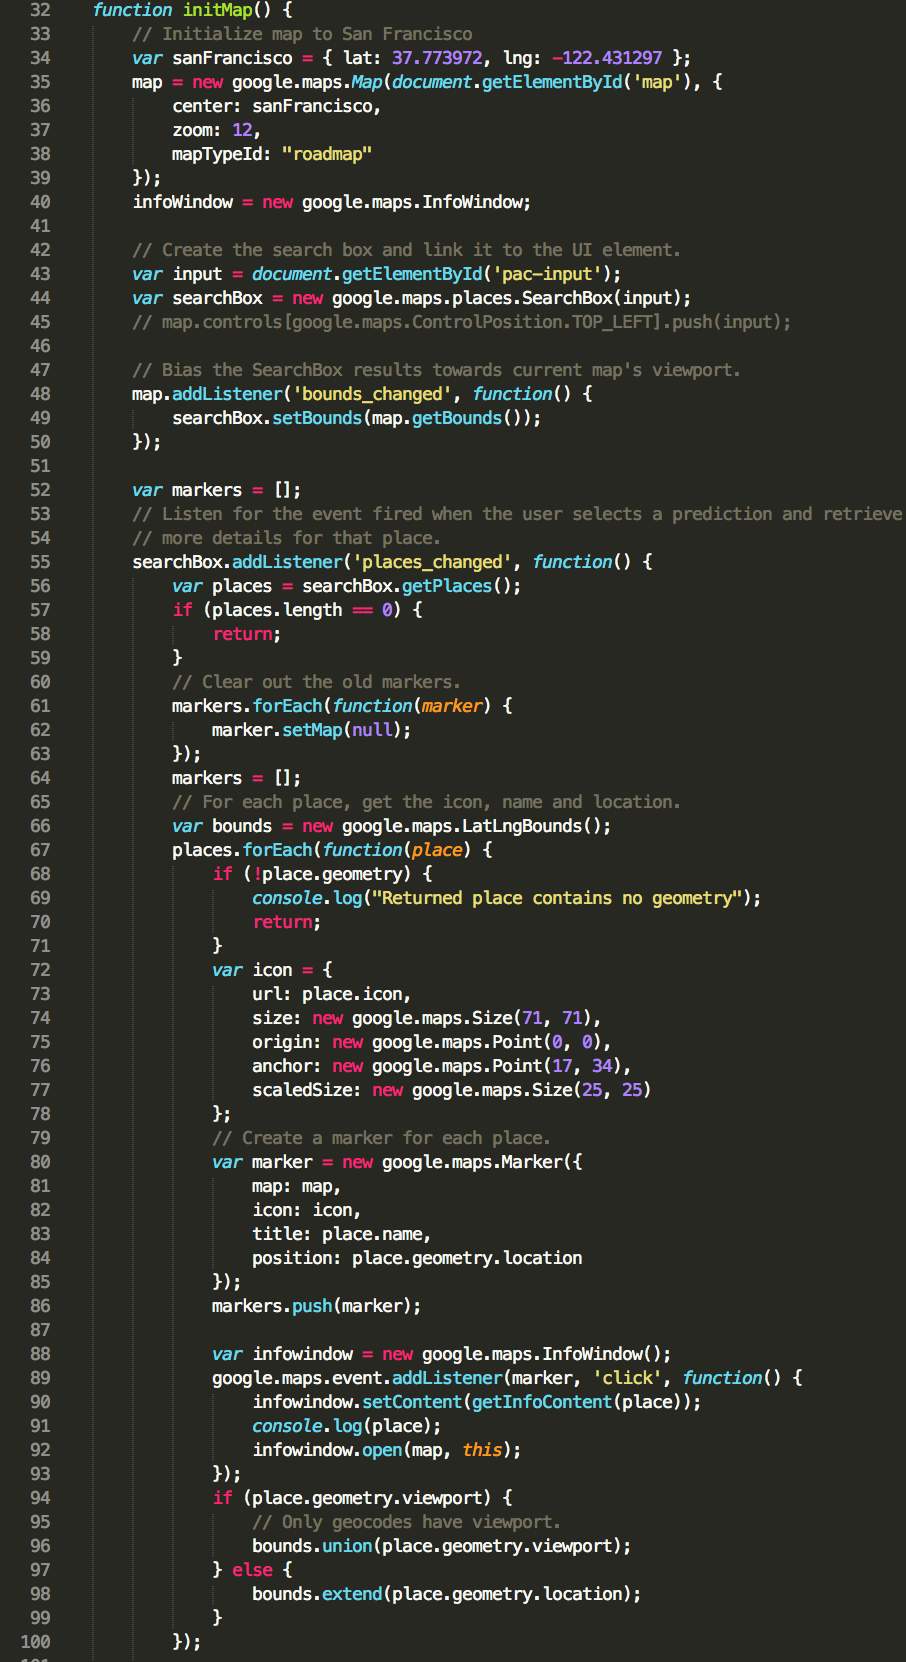 32 function initMap() {
33 // Initialize map to San Francisco
34 var sanFrancisco = { lat: 37.773972, lng: -122.431297 };
35 map = new google.maps.Map(document.getElementById('map'), {
36 center: sanFrancisco,
37 zoom: 12,
38 mapTypeId: "roadmap"
39 });
40 infoWindow = new google.maps.InfoWindow;
41
42 // Create the search box and link it to the UI element.
43 var input = document.getElementById('pac-input');
44 var searchBox = new google.maps.places.SearchBox(input);
45 // map.controls[google.maps.ControlPosition.TOP_LEFT].push(input);
46
47 // Bias the SearchBox results towards current map's viewport.
48 map.addListener('bounds_changed', function() {
49 searchBox.setBounds(map.getBounds());
50 });
51
52 var markers = [];
53 // Listen for the event fired when the user selects a prediction and retrieve
54 // more details for that place.
55 searchBox.addListener('places_changed', function() {
56 var places = searchBox.getPlaces();
57 if (places.length == 0) {
58 return;
59 }
60 // Clear out the old markers.
61 markers.forEach(function(marker) {
62 marker.setMap(null);
63 });
64 markers = [];
65 // For each place, get the icon, name and location.
66 var bounds = new google.maps.LatLngBounds();
67 places.forEach(function(place) {
68 if (!place.geometry) {
69 console.log("Returned place contains no geometry");
70 return;
71 }
72 var icon = {
73 url: place.icon,
74 size: new google.maps.Size(71, 71),
75 origin: new google.maps.Point(0, 0),
76 anchor: new google.maps.Point(17, 34),
77 scaledSize: new google.maps.Size(25, 25)
78 };
79 // Create a marker for each place.
80 var marker = new google.maps.Marker({
81 map: map,
82 icon: icon,
83 title: place.name,
84 position: place.geometry.location
85 });
86 markers.push(marker);
87
88 var infowindow = new google.maps.InfoWindow();
89 google.maps.event.addListener(marker, 'click', function() {
90 infowindow.setContent(getInfoContent(place));
91 console.log(place);
92 infowindow.open(map, this);
93 });
94 if (place.geometry.viewport) {
95 // Only geocodes have viewport.
96 bounds.union(place.geometry.viewport);
97 } else {
98 bounds.extend(place.geometry.location);
99 }
100 });